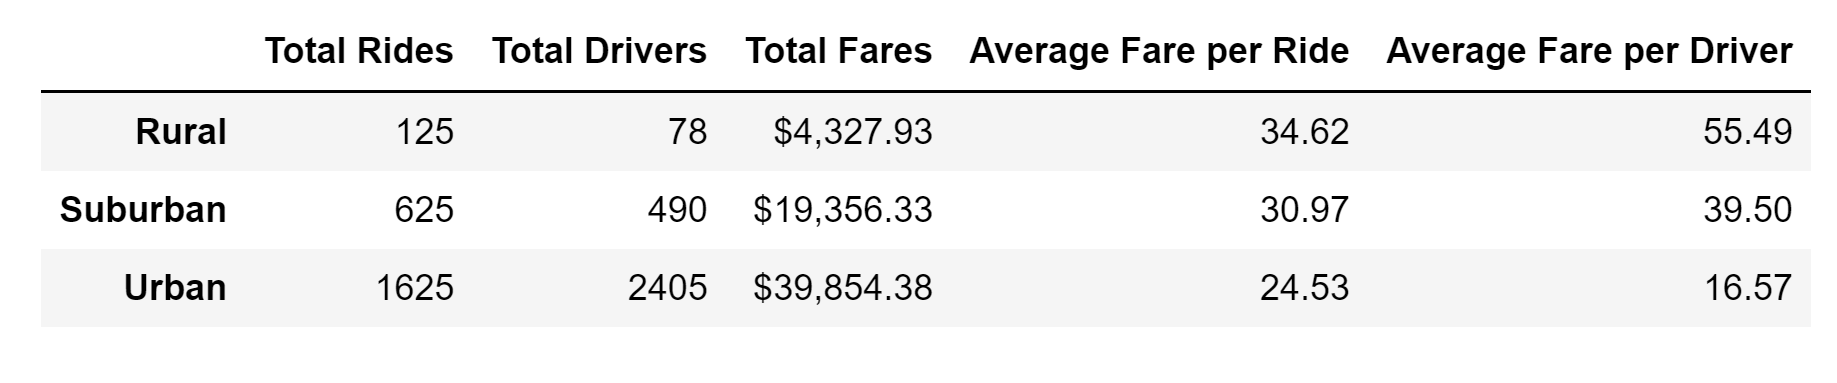 Total Rides Total Drivers Total Fares Average Fare per Ride Average Fare per Driver
Rural 125 78 $4,327.93 34.62 55.49
Suburban 625 490 $19,356.33 30.97 39.50
Urban 1625 2405 $39,854.38 24.53 16.57